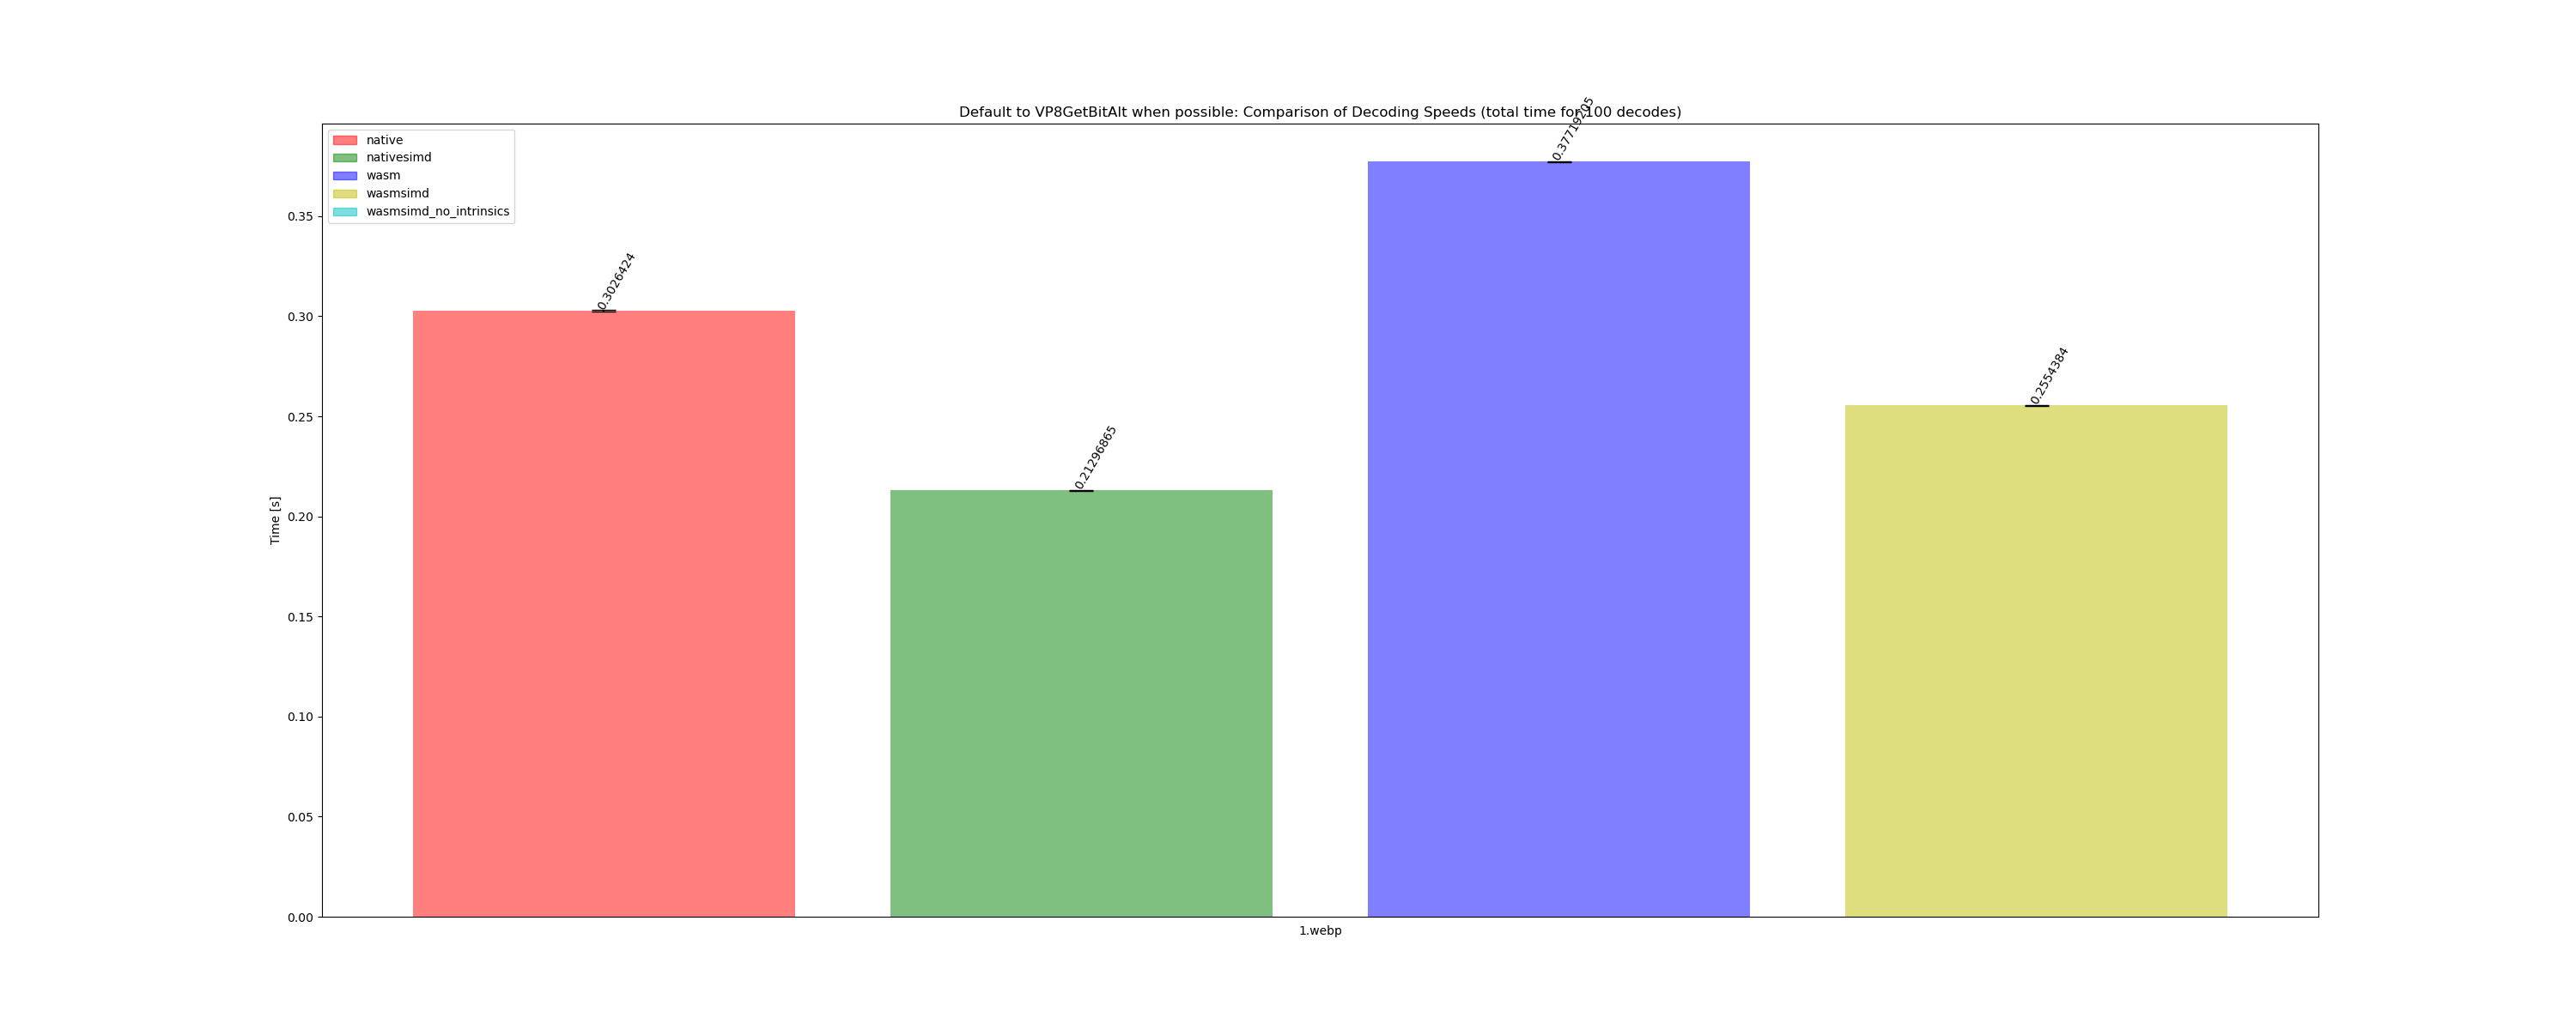 Default to VP8GetBitAlt when possible: Comparison of Decoding Speeds (total time for 100 decodes)
native
nativesimd
wasm
wasmsimd
wasmsimd_no_intrinsics
Time [s]
0.35
0.30
0.25
0.20
0.15
0.10
0.05
0.00
0.3026424
0.21296865
0.37719205
0.2554384
1.webp